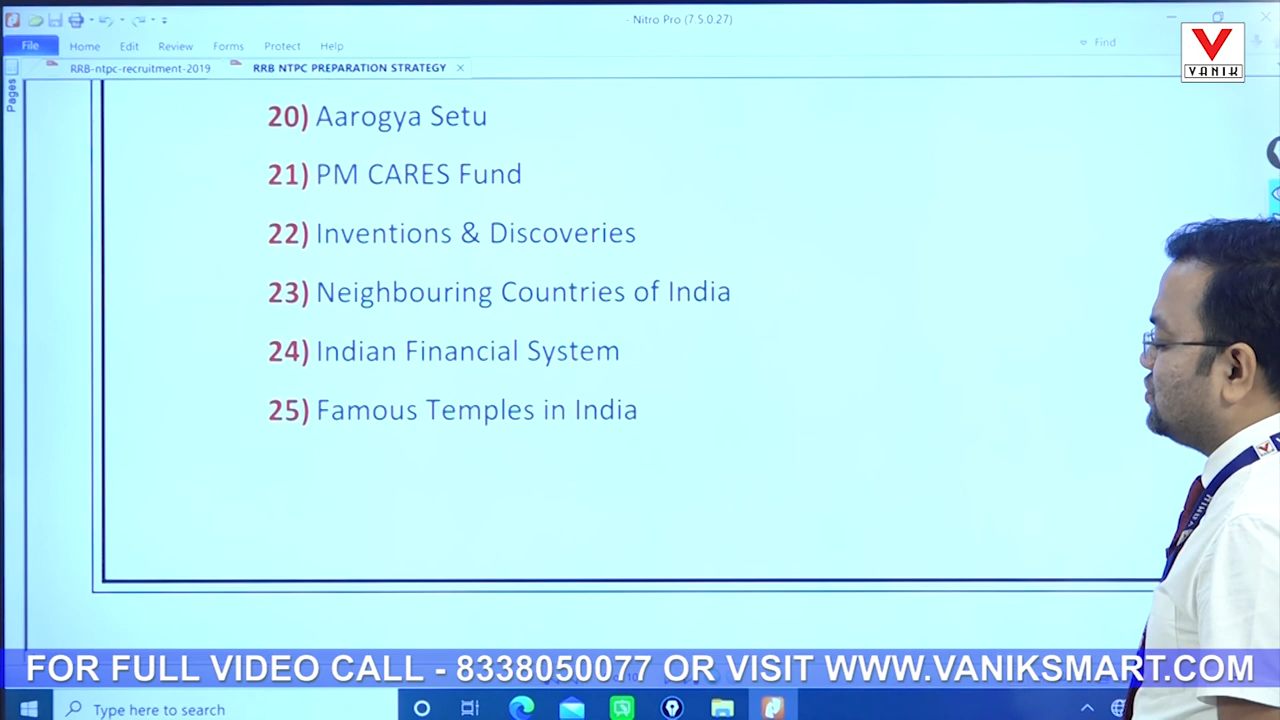 - Nitro Pro (7.5.0.27)
File Home Edit Review Forms Protect Help Find
RRB-ntpc-recruitment-2019 RRB NTPC PREPARATION STRATEGY
Pages
VANIK
20) Aarogya Setu
21) PM CARES Fund
22) Inventions & Discoveries
23) Neighbouring Countries of India
24) Indian Financial System
25) Famous Temples in India
VANIK
FOR FULL VIDEO CALL - 8338050077 OR VISIT WWW.VANIKSMART.COM
Type here to search